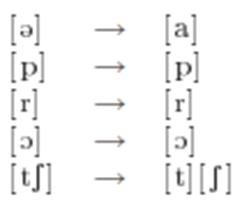 [ə] → [a]
[p] → [p]
[r] → [r]
[ɔ] → [ɔ]
[tʃ] → [t][ʃ]